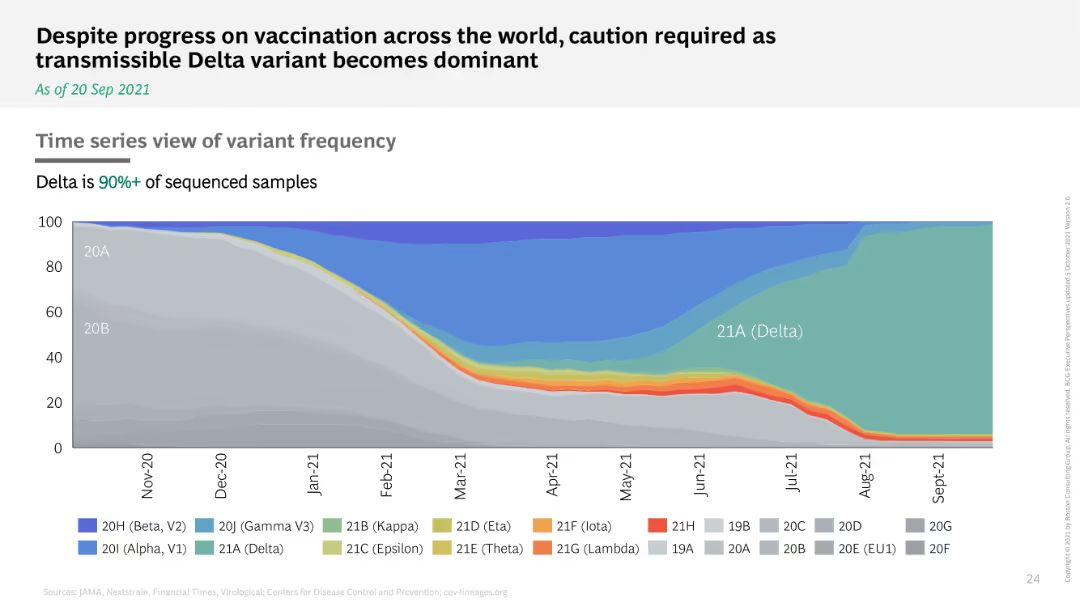 Despite progress on vaccination across the world, caution required as
transmissible Delta variant becomes dominant
As of 20 Sep 2021
Time series view of variant frequency
Delta is 90%+ of sequenced samples
100
80
60
40
20
0
20A
20B
21A (Delta)
Nov-20
Dec-20
Jan-21
Feb-21
Mar-21
Apr-21
May-21
Jun-21
Jul-21
Aug-21
Sept-21
20H (Beta, V2) 20J (Gamma V3) 21B (Kappa) 21D (Eta) 21F (Iota) 21H 19B 20C 20D 20G
20I (Alpha, V1) 21A (Delta) 21C (Epsilon) 21E (Theta) 21G (Lambda) 19A 20A 20B 20E (EU1) 20F
24
Sources: JAMA, Nextstrain, Financial Times, Virological; Centers for Disease Control and Prevention; cov-lineages.org
Copyright © 2021 by Boston Consulting Group. All rights reserved. BCG Executive Perspectives updated 5 October 2021 Version 2.6